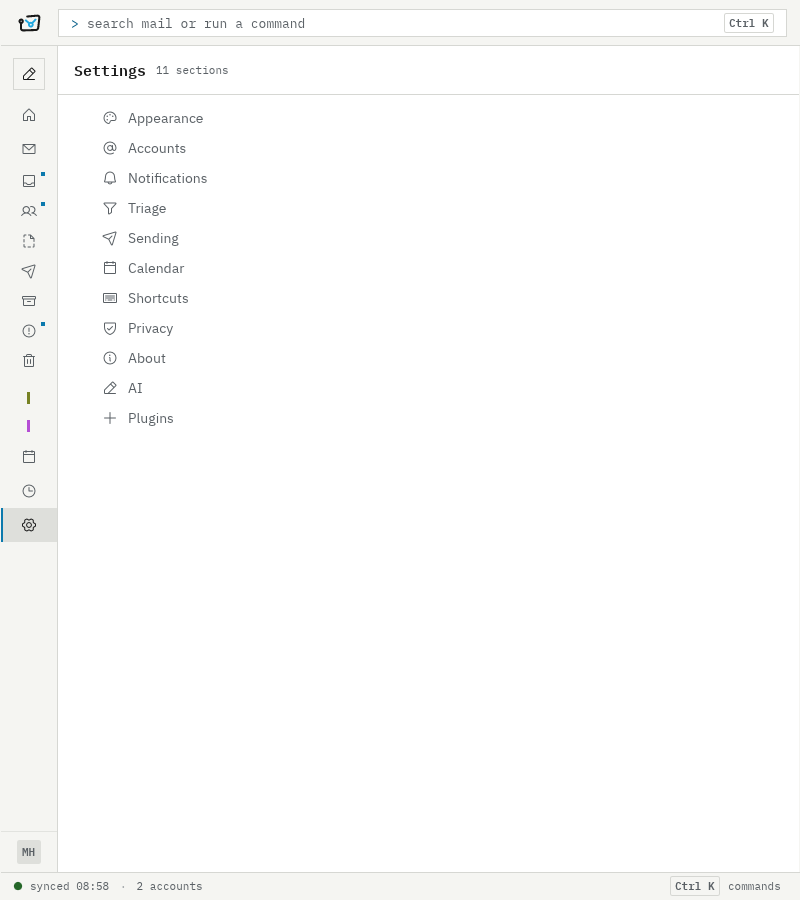 > search mail or run a command Ctrl K
Settings 11 sections
Appearance
Accounts
Notifications
Triage
Sending
Calendar
Shortcuts
Privacy
About
AI
Plugins
MH
synced 08:58 · 2 accounts Ctrl K commands